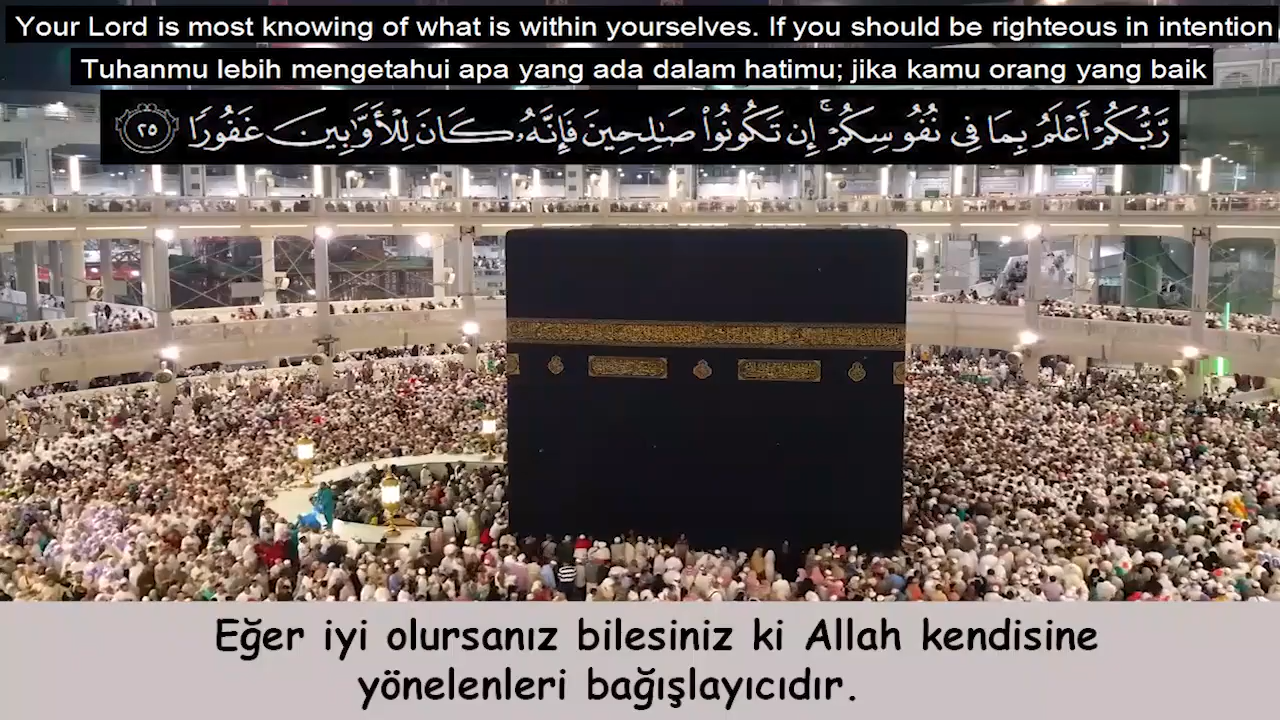 Your Lord is most knowing of what is within yourselves. If you should be righteous in intention
Tuhanmu lebih mengetahui apa yang ada dalam hatimu; jika kamu orang yang baik
رَّبُّكُمْ أَعْلَمُ بِمَا فِى نُفُوسِكُمْ ۚ إِن تَكُونُوا۟ صَـٰلِحِينَ فَإِنَّهُۥ كَانَ لِلْأَوَّٰبِينَ غَفُورًا ٢٥
Eğer iyi olursanız bilesiniz ki Allah kendisine
yönelenleri bağışlayıcıdır.